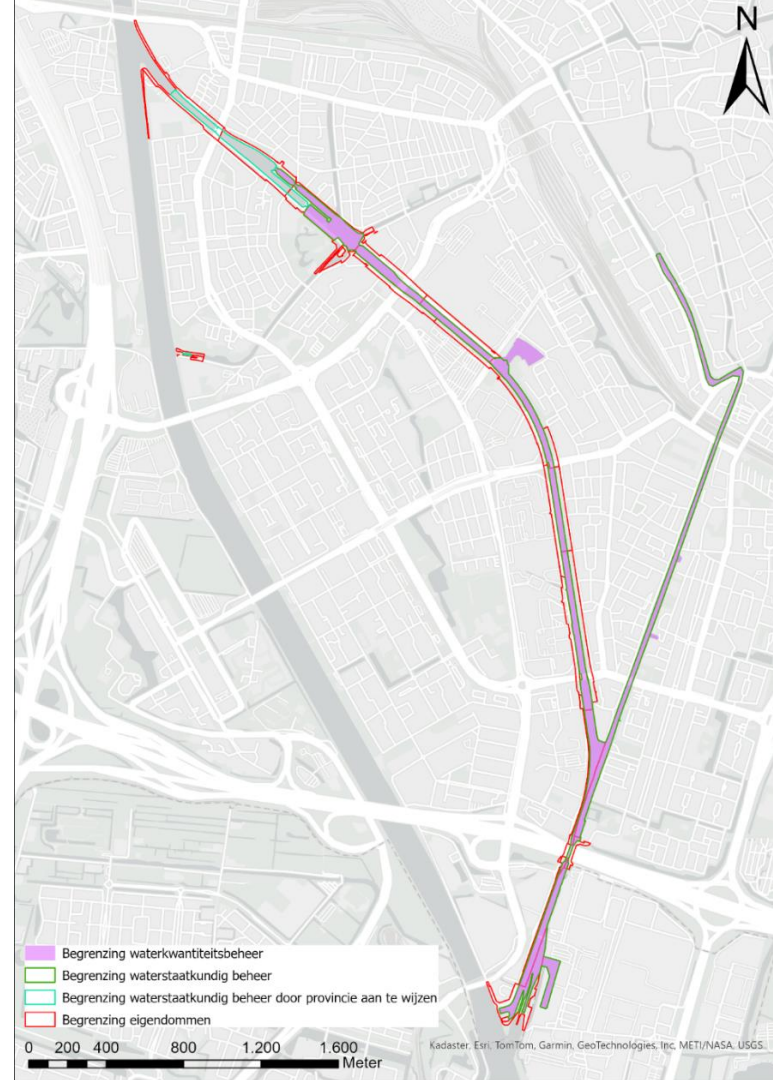 N
Begrenzing waterkwantiteitsbeheer
Begrenzing waterstaatkundig beheer
Begrenzing waterstaatkundig beheer door provincie aan te wijzen
Begrenzing eigendommen
0 200 400 800 1.200 1.600
Meter
Kadaster, Esri, TomTom, Garmin, GeoTechnologies, Inc, METI/NASA, USGS.